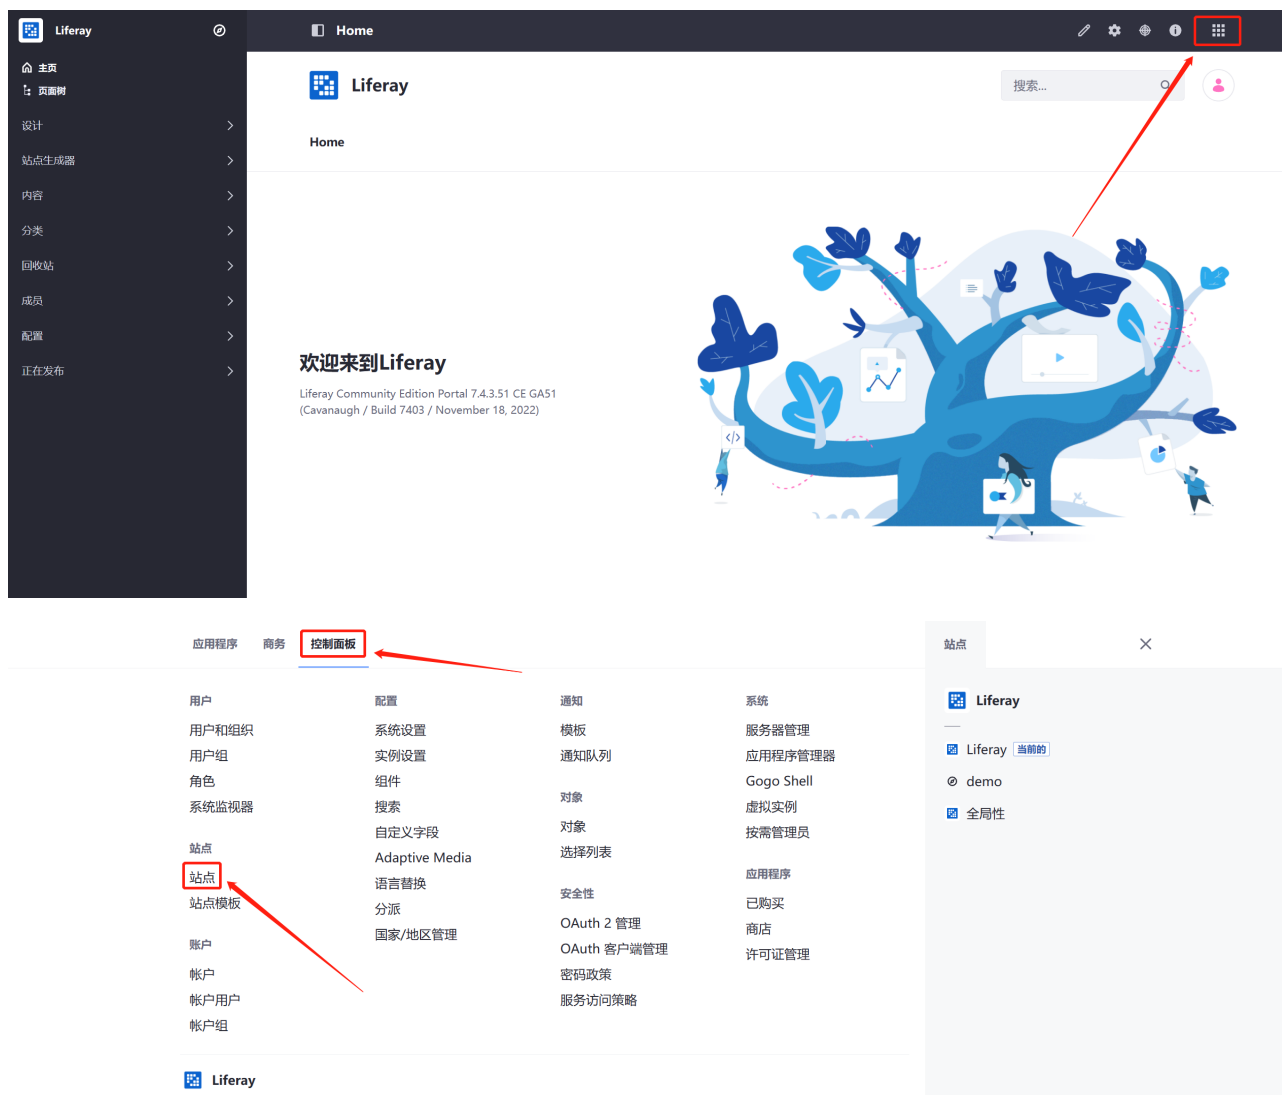 Liferay
Home
主页
页面树
设计
站点生成器
内容
分类
回收站
成员
配置
正在发布
Liferay
搜索...
Home
欢迎来到Liferay
Liferay Community Edition Portal 7.4.3.51 CE GA51
(Cavanaugh / Build 7403 / November 18, 2022)
</>
应用程序
商务
控制面板
用户
用户和组织
用户组
角色
系统监视器
站点
站点
站点模板
账户
帐户
帐户用户
帐户组
配置
系统设置
实例设置
组件
搜索
自定义字段
Adaptive Media
语言替换
分派
国家/地区管理
通知
模板
通知队列
对象
对象
选择列表
安全性
OAuth 2 管理
OAuth 客户端管理
密码政策
服务访问策略
系统
服务器管理
应用程序管理器
Gogo Shell
虚拟实例
按需管理员
应用程序
已购买
商店
许可证管理
Liferay
站点
Liferay
Liferay 当前的
demo
全局性